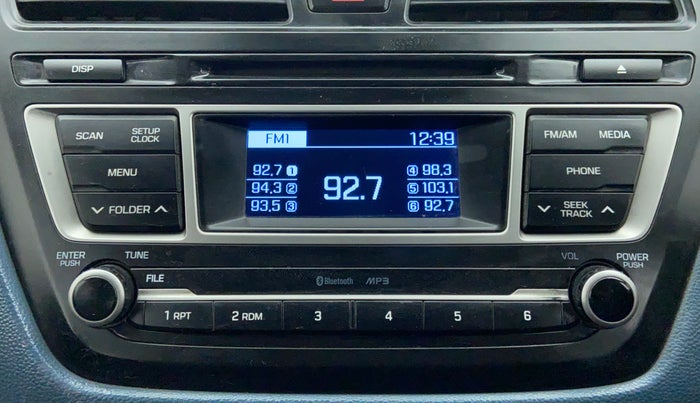 DISP
SCAN
SETUP
CLOCK
MENU
FOLDER
FM1 12:39
92,7 1
94,3 2
93,5 3
92.7
4 98,3
5 103,1
6 92,7
FM/AM MEDIA
PHONE
SEEK
TRACK
ENTER
PUSH
TUNE
FILE
Bluetooth MP3
VOL
POWER
PUSH
1 RPT 2 RDM 3 4 5 6